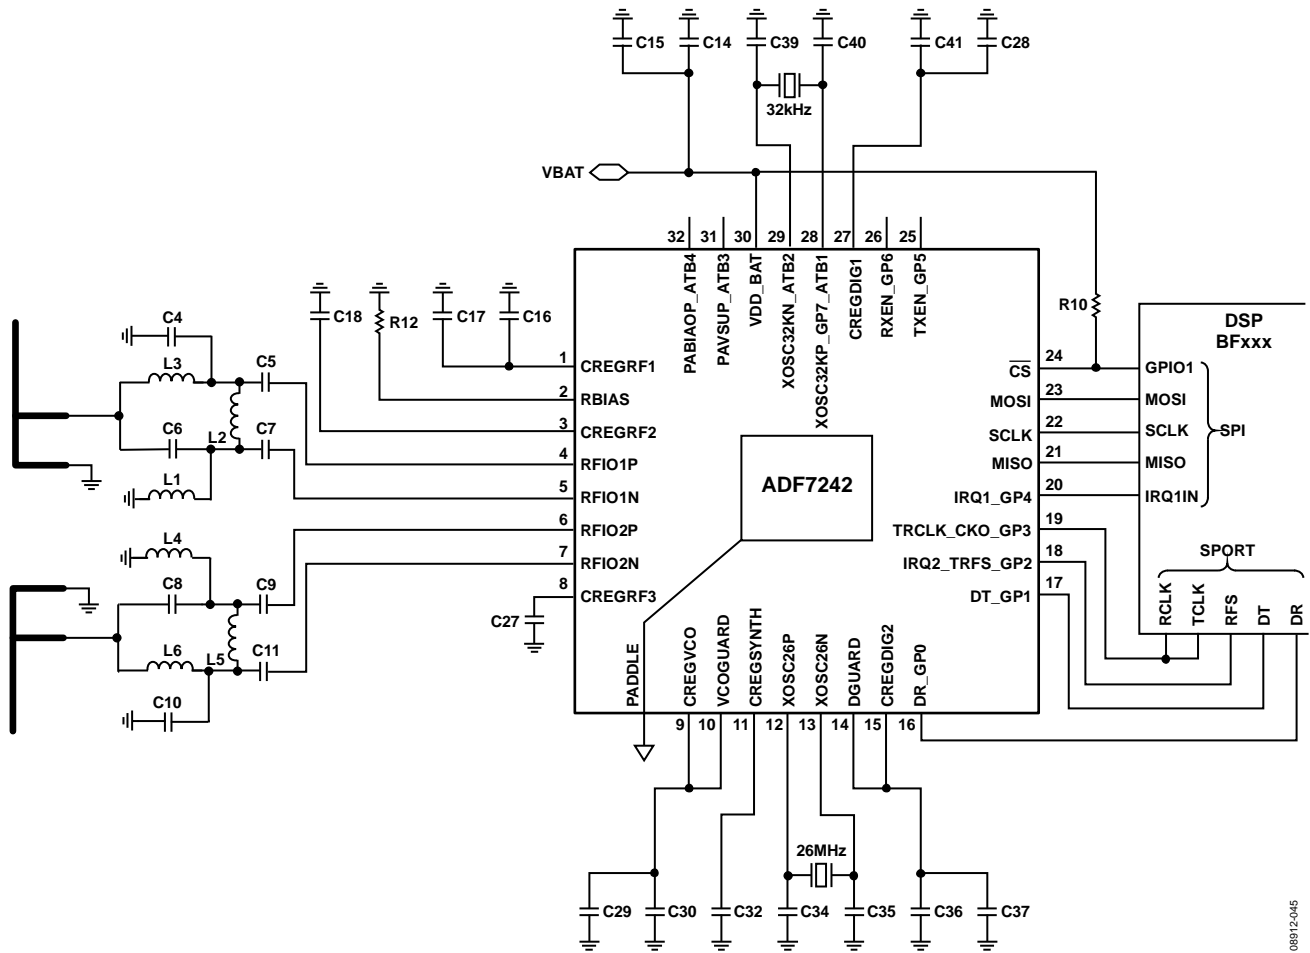 C15 C14 C39 C40 C41 C28
32kHz
VBAT
32 31 30 29 28 27 26 25
PABIAOP_ATB4
PAVSUP_ATB3
VDD_BAT
XOSC32KN_ATB2
XOSC32KP_GP7_ATB1
CREGDIG1
RXEN_GP6
TXEN_GP5
C18 R12 C17 C16
R10
DSP
BFxxx
C4
L3 C5
C6 L2 C7
L1
L4
C8 C9
L6 L5 C11
C10
1 CREGRF1
2 RBIAS
3 CREGRF2
4 RFIO1P
5 RFIO1N
6 RFIO2P
7 RFIO2N
8 CREGRF3
C27
ADF7242
CS 24 GPIO1
MOSI 23 MOSI
SCLK 22 SCLK
SPI
MISO 21 MISO
IRQ1_GP4 20 IRQ1IN
TRCLK_CKO_GP3 19
IRQ2_TRFS_GP2 18
DT_GP1 17
SPORT
RCLK
TCLK
RFS
DT
DR
PADDLE
CREGVCO
VCOGUARD
CREGSYNTH
XOSC26P
XOSC26N
DGUARD
CREGDIG2
DR_GP0
9 10 11 12 13 14 15 16
26MHz
C29 C30 C32 C34 C35 C36 C37
08912-045